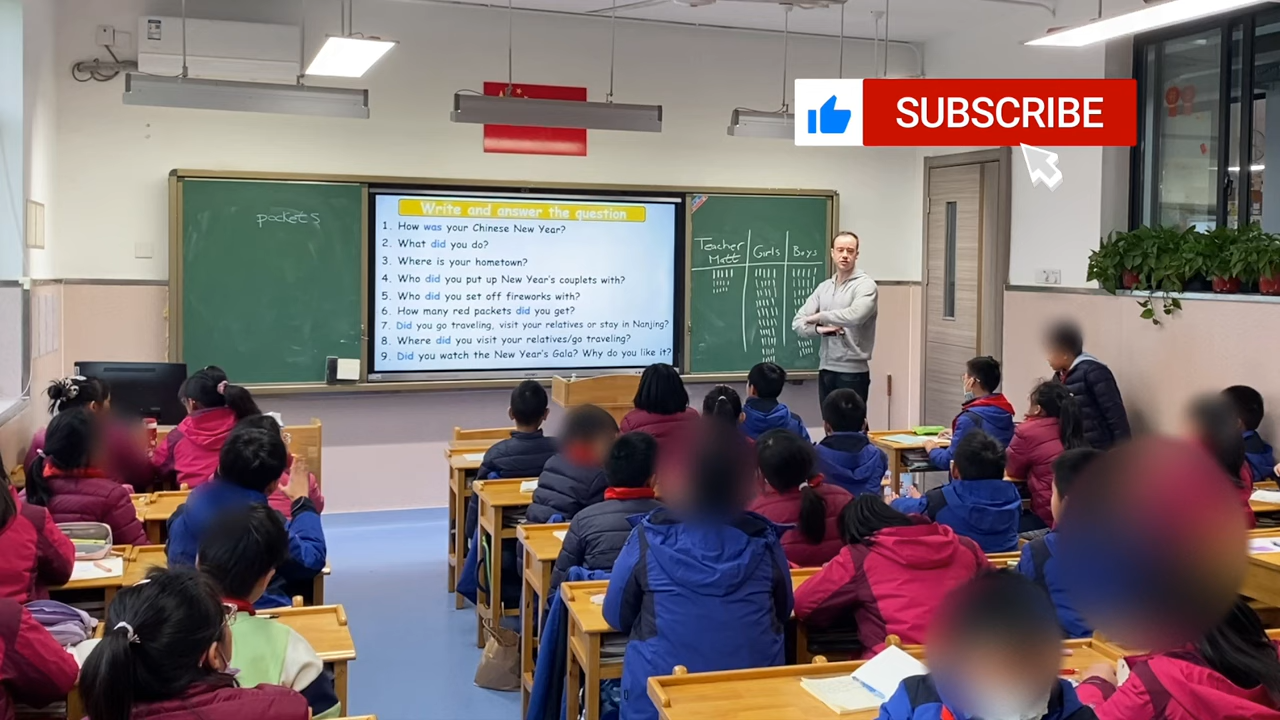 SUBSCRIBE
pockets
Write and answer the question
1. How was your Chinese New Year?
2. What did you do?
3. Where is your hometown?
4. Who did you put up New Year's couplets with?
5. Who did you set off fireworks with?
6. How many red packets did you get?
7. Did you go traveling, visit your relatives or stay in Nanjing?
8. Where did you visit your relatives/go traveling?
9. Did you watch the New Year's Gala? Why do you like it?
Teacher Matt
Girls
Boys